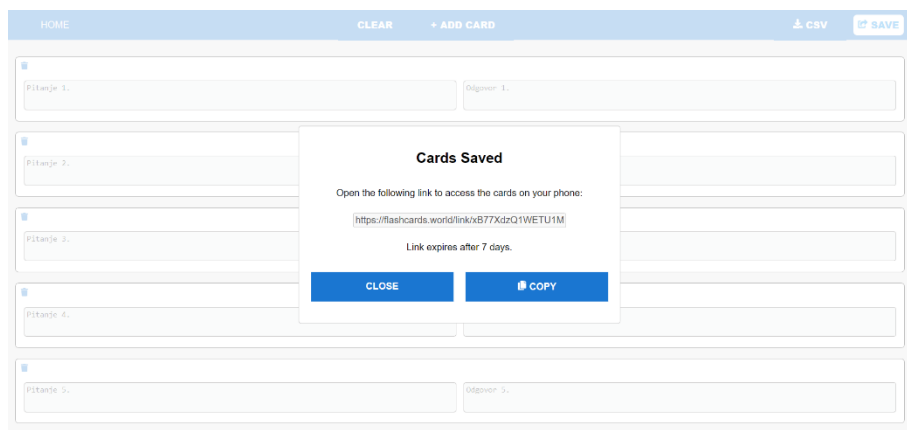 HOME CLEAR + ADD CARD CSV SAVE
Pitanje 1. Odgovor 1.
Pitanje 2.
Cards Saved
Open the following link to access the cards on your phone:
https://flashcards.world/link/xB77XdzQ1WETU1M
Pitanje 3.
Link expires after 7 days.
CLOSE COPY
Pitanje 4.
Pitanje 5. Odgovor 5.